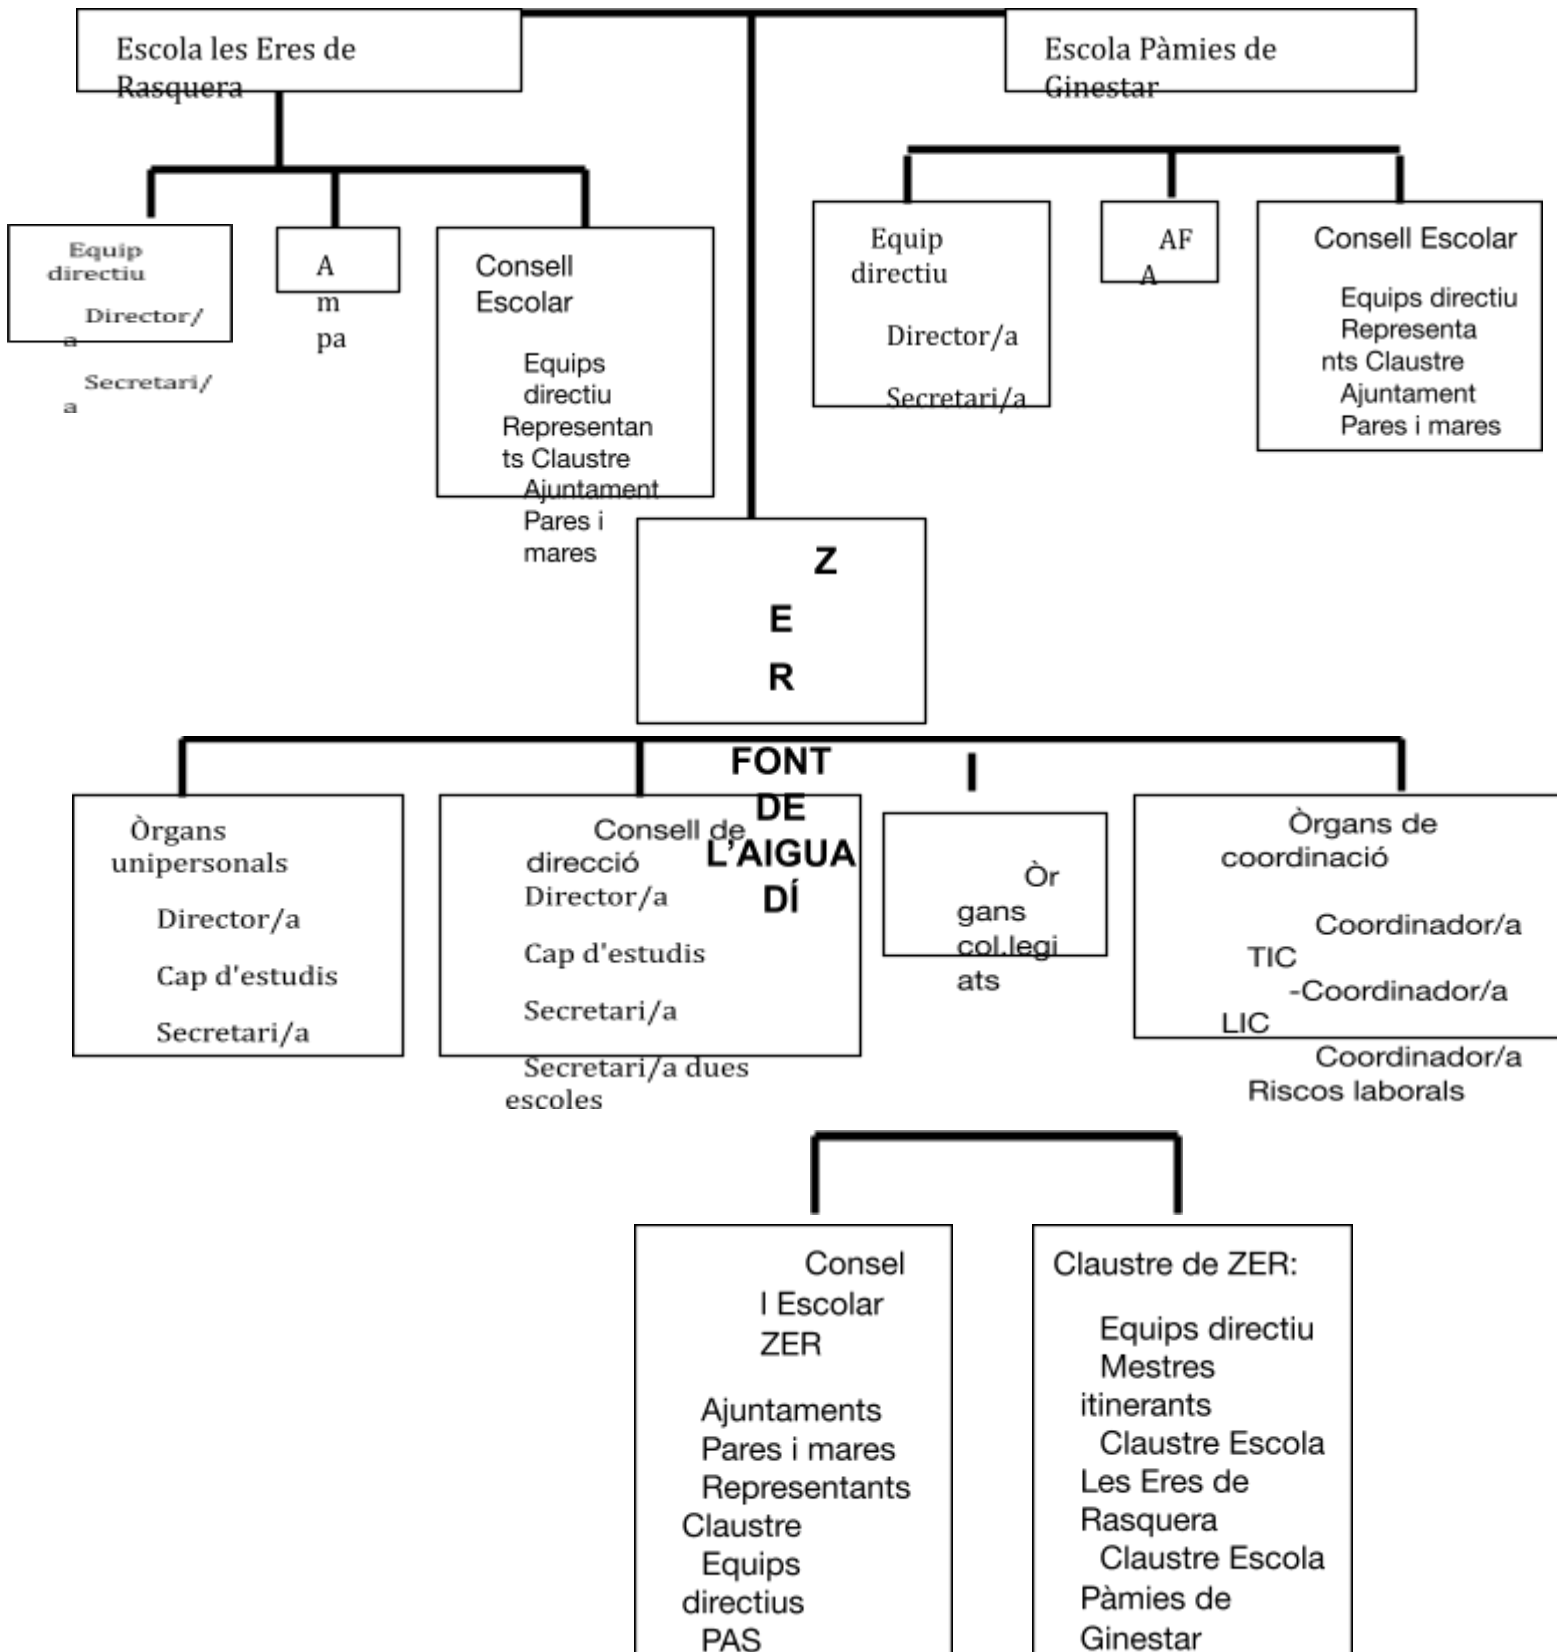 Escola les Eres de
Rasquera
Escola Pàmies de
Ginestar
Equip
directiu
Director/
a
Secretari/
a
A
m
pa
Consell
Escolar
Equips
directiu
Representan
ts Claustre
Ajuntament
Pares i
mares
Equip
directiu
Director/a
Secretari/a
AF
A
Consell Escolar
Equips directiu
Representa
nts Claustre
Ajuntament
Pares i mares
Z
E
R
FONT
DE
L'AIGUA
DÍ
Òrgans
unipersonals
Director/a
Cap d'estudis
Secretari/a
Consell de
direcció
Director/a
Cap d'estudis
Secretari/a
Secretari/a dues
escoles
Òr
gans
col.legi
ats
Òrgans de
coordinació
Coordinador/a
TIC
-Coordinador/a
LIC
Coordinador/a
Riscos laborals
Consel
l Escolar
ZER
Ajuntaments
Pares i mares
Representants
Claustre
Equips
directius
PAS
Claustre de ZER:
Equips directiu
Mestres
itinerants
Claustre Escola
Les Eres de
Rasquera
Claustre Escola
Pàmies de
Ginestar